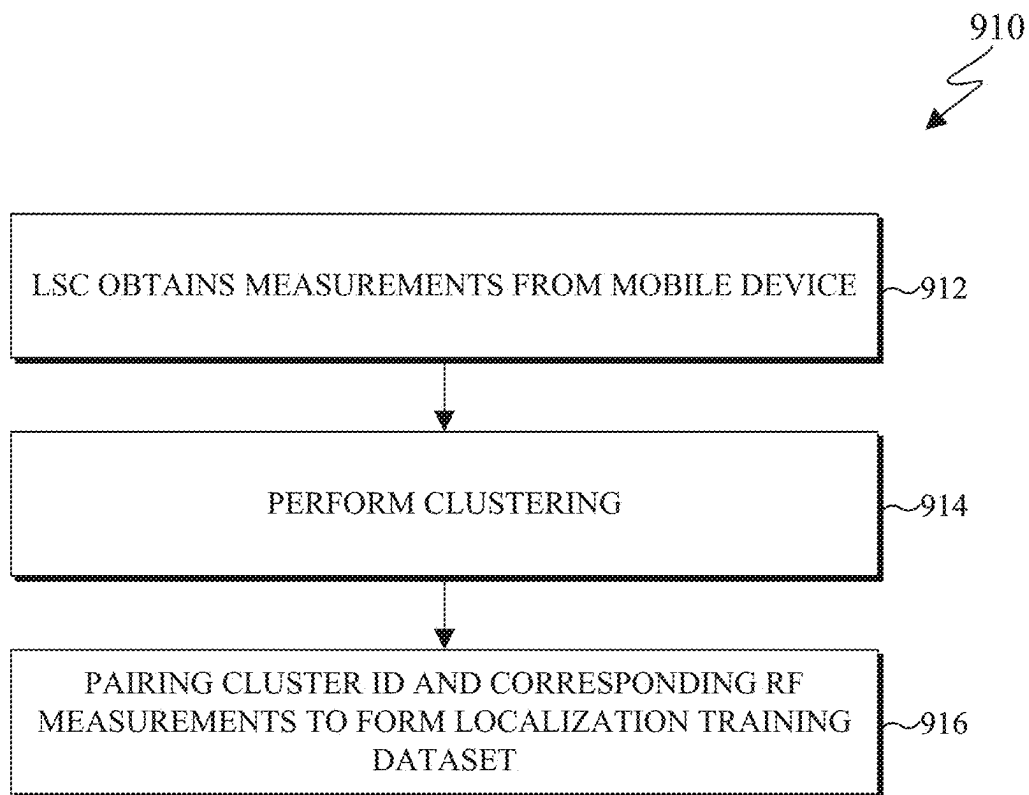 910
LSC OBTAINS MEASUREMENTS FROM MOBILE DEVICE
912
PERFORM CLUSTERING
914
PAIRING CLUSTER ID AND CORRESPONDING RF
MEASUREMENTS TO FORM LOCALIZATION TRAINING
DATASET
916